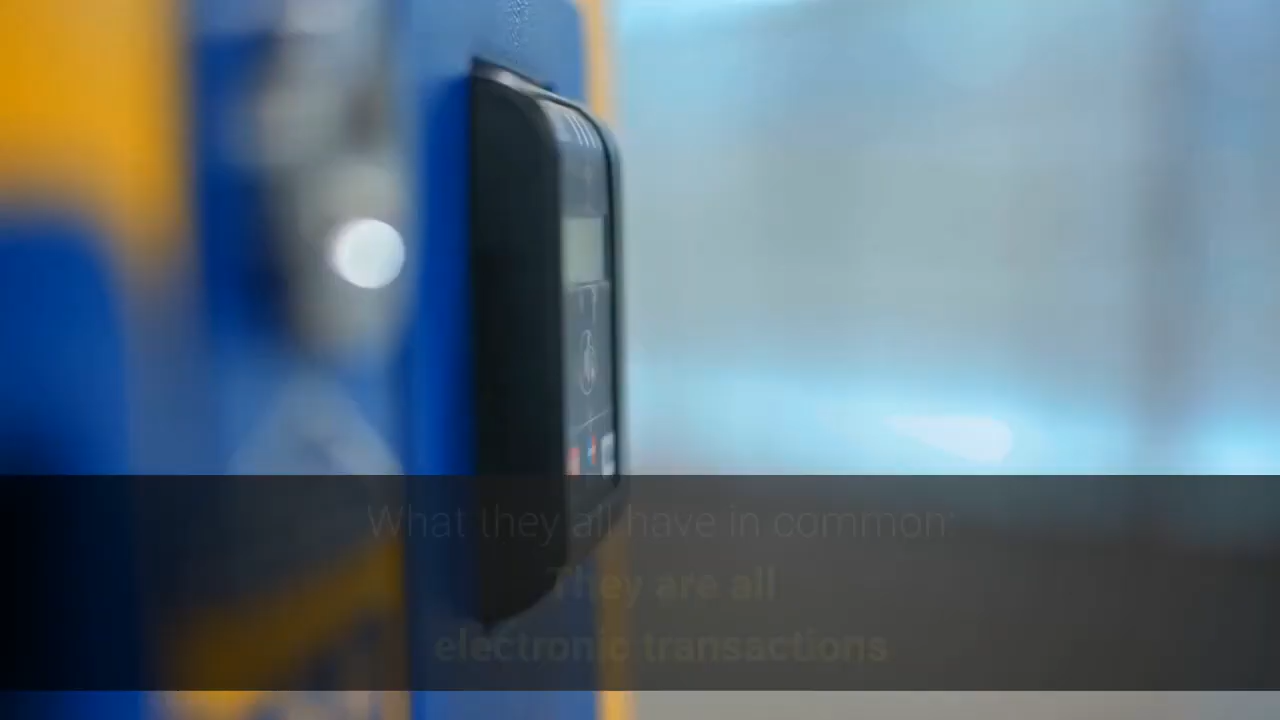 What they all have in common:
They are all
electronic transactions